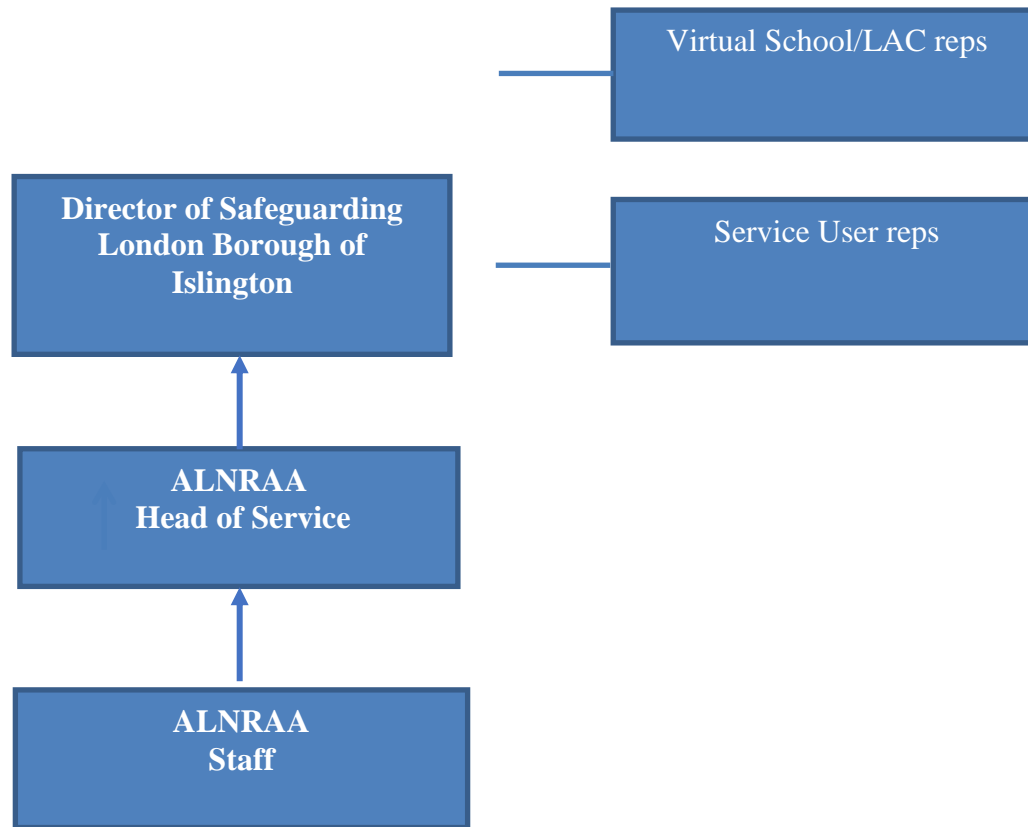 Virtual School/LAC reps
Director of Safeguarding
London Borough of
Islington
Service User reps
ALNRAA
Head of Service
ALNRAA
Staff